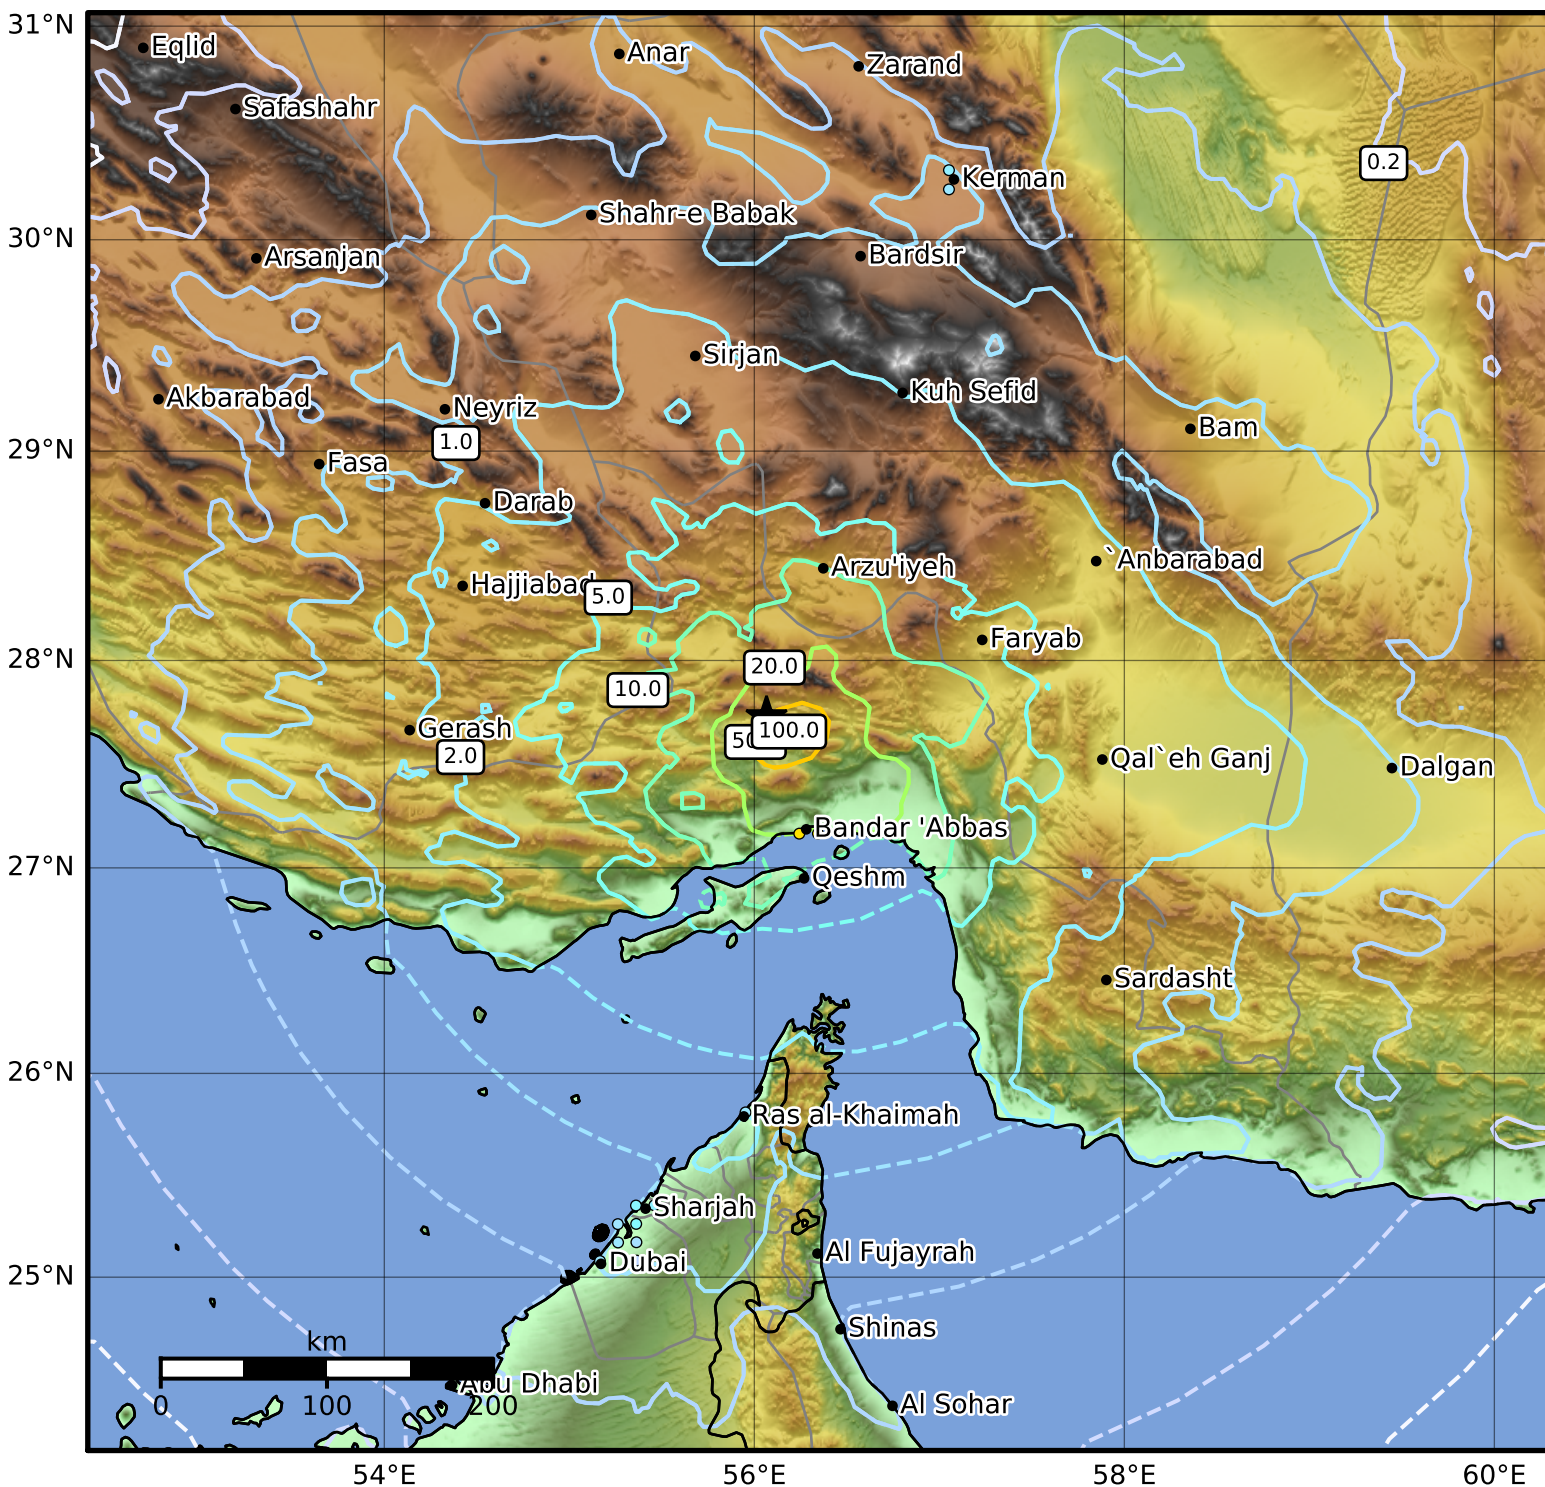 31°N
Eqlid
Anar
Zarand
Safashahr
0.2
Kerman
Shahr-e Babak
30°N
Arsanjan
Bardsir
Sirjan
Kuh Sefid
Akbarabad
Neyriz
Bam
1.0
29°N
Fasa
Darab
`Anbarabad
Arzu'iyeh
Hajjiabad
5.0
Faryab
28°N
20.0
10.0
Gerash
100.0
50
2.0
Qal`eh Ganj
Dalgan
Bandar 'Abbas
27°N
Qeshm
Sardasht
26°N
Ras al-Khaimah
Sharjah
Al Fujayrah
Dubai
25°N
Shinas
km
Abu Dhabi
0 100 200
Al Sohar
54°E 56°E 58°E 60°E